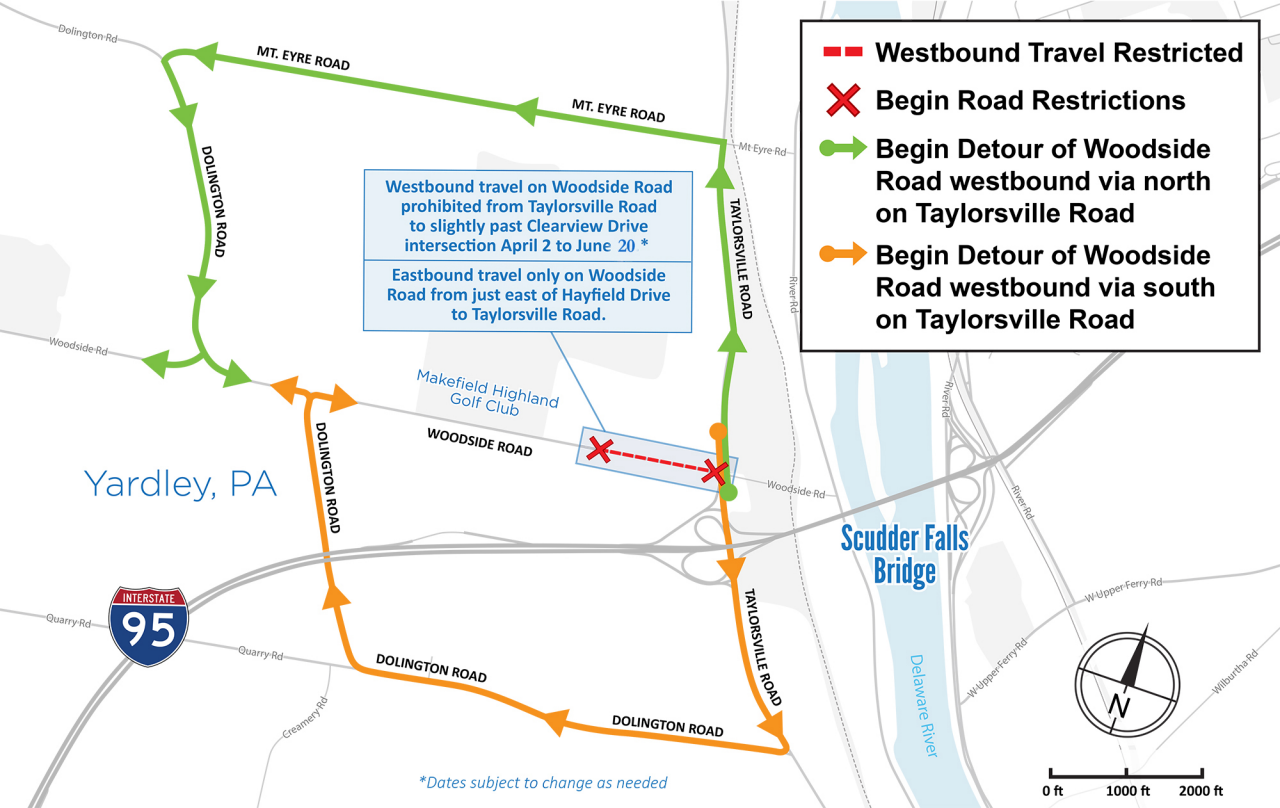 Dolington Rd
MT. EYRE ROAD
MT. EYRE ROAD
Mt Eyre Rd
DOLINGTON ROAD
Westbound travel on Woodside Road
prohibited from Taylorsville Road
to slightly past Clearview Drive
intersection April 2 to June 20 *
Eastbound travel only on Woodside
Road from just east of Hayfield Drive
to Taylorsville Road.
TAYLORSVILLE ROAD
River Rd
Westbound Travel Restricted
Begin Road Restrictions
Begin Detour of Woodside
Road westbound via north
on Taylorsville Road
Begin Detour of Woodside
Road westbound via south
on Taylorsville Road
Woodside Rd
Makefield Highland
Golf Club
WOODSIDE ROAD
Woodside Rd
River Rd
River Rd
Yardley, PA
DOLINGTON ROAD
Scudder Falls
Bridge
INTERSTATE
95
Quarry Rd
Quarry Rd
Creamery Rd
DOLINGTON ROAD
DOLINGTON ROAD
TAYLORSVILLE ROAD
Delaware River
W Upper Ferry Rd
W Upper Ferry Rd
Wilburtha Rd
N
*Dates subject to change as needed
0 ft
1000 ft
2000 ft